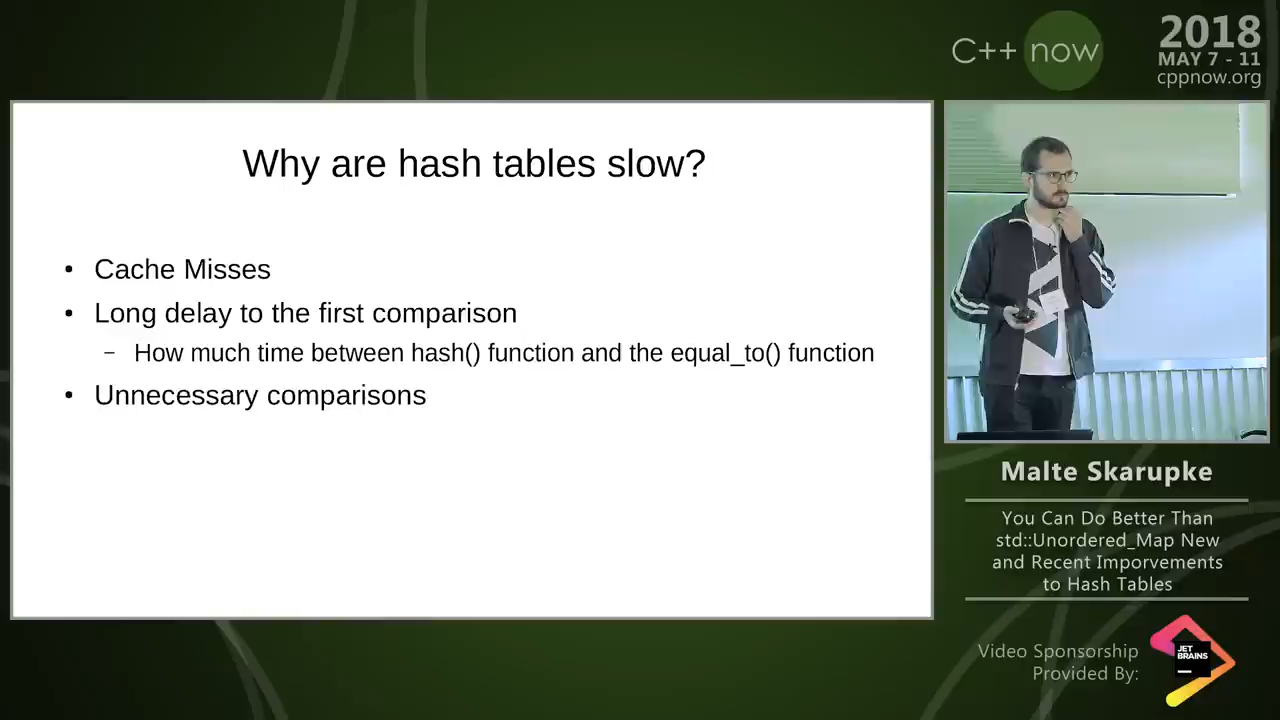 C++ now
2018
MAY 7 - 11
cppnow.org
Why are hash tables slow?
• Cache Misses
• Long delay to the first comparison
– How much time between hash() function and the equal_to() function
• Unnecessary comparisons
Malte Skarupke
You Can Do Better Than
std::Unordered_Map New
and Recent Imporvements
to Hash Tables
Video Sponsorship
Provided By:
JET
BRAINS